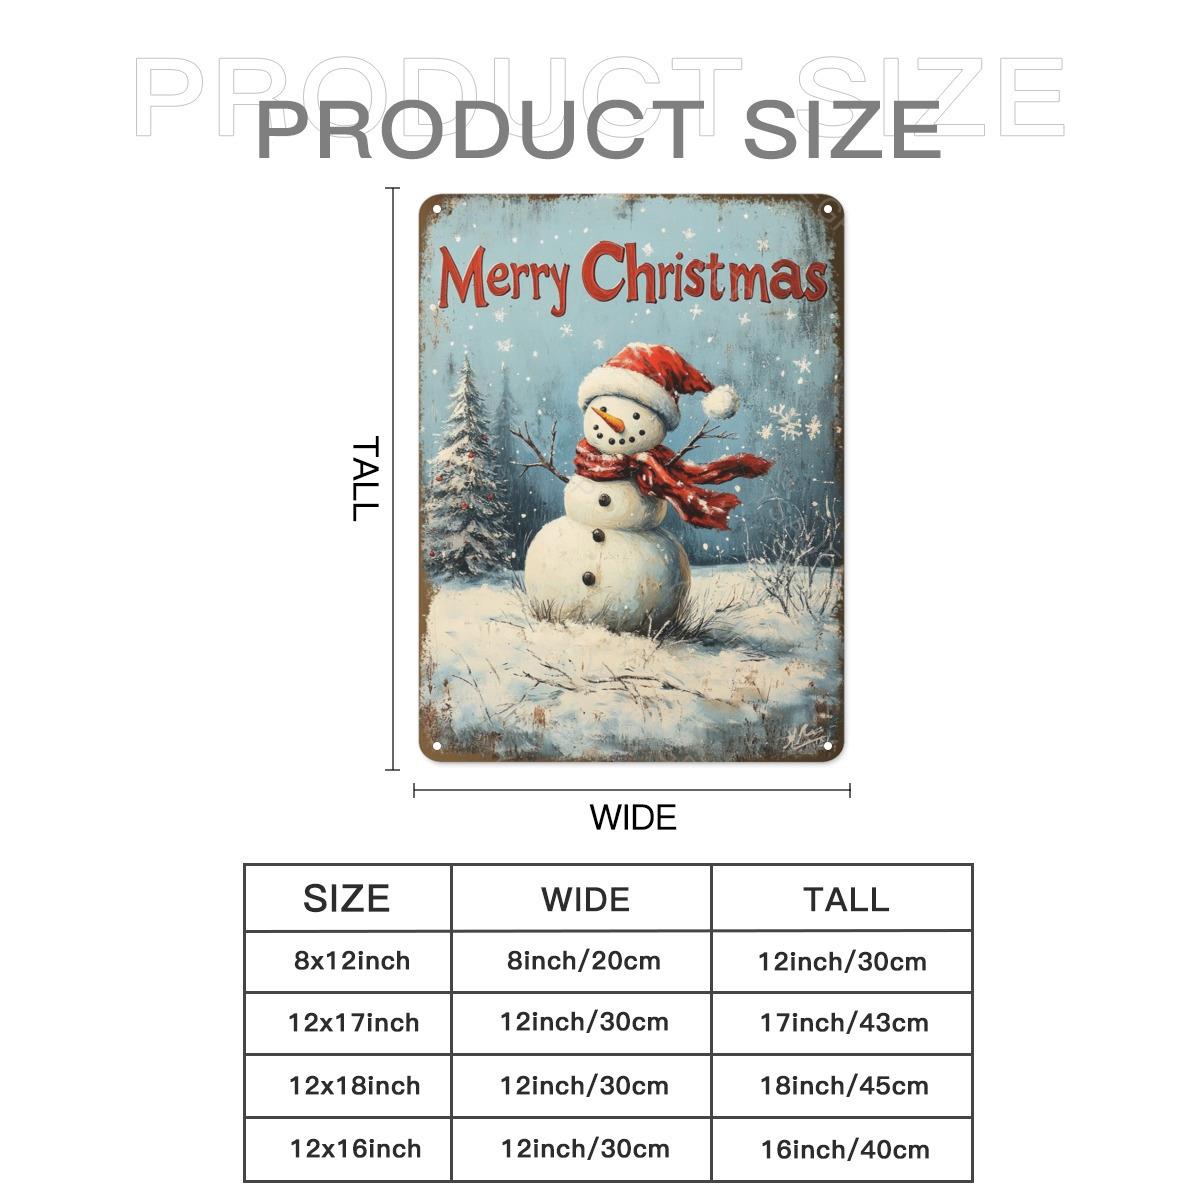 PRODUCT SIZE
PRODUCT SIZE
Merry Christmas
TALL
WIDE
SIZE WIDE TALL
8x12inch 8inch/20cm 12inch/30cm
12x17inch 12inch/30cm 17inch/43cm
12x18inch 12inch/30cm 18inch/45cm
12x16inch 12inch/30cm 16inch/40cm